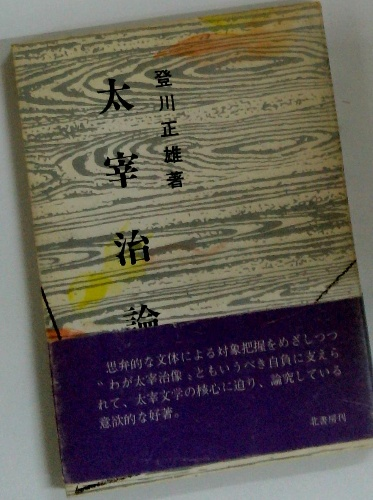 登川正雄著
太宰治論
思弁的な文体による対象把握をめざしつつ
〝わが太宰治像〟ともいうべき自負に支えら
れて、太宰文学の核心に迫り、論究している
意欲的な好著。
北書房刊